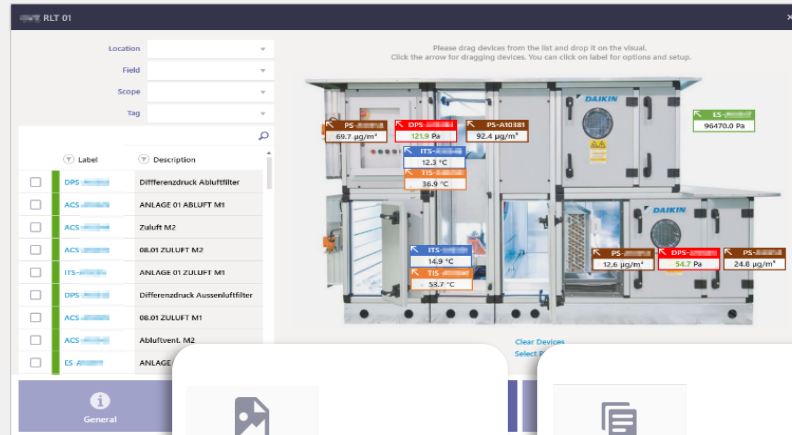 RLT 01
×
Location
Field
Scope
Tag
Please drag devices from the list and drop it on the visual.
Click the arrow for dragging devices. You can click on label for options and setup.
Label Description
DPS- Diffferenzdruck Abluftfilter
ACS ANLAGE 01 ABLUFT M1
ACS Zuluft M2
ACS 08.01 ZULUFT M2
ITS- ANLAGE 01 ZULUFT M1
DPS Differenzdruck Aussenluftfilter
ACS 08.01 ZULUFT M1
ACS- Abluftvent. M2
ES-A ANLAGE
DAIKIN
PS-
69.7 µg/m³
DPS-
121.9 Pa
PS-A10381
92.4 µg/m³
ITS-
12.3 °C
TIS-
36.9 °C
ES-
96470.0 Pa
DAIKIN
ITS-
14.9 °C
TIS
53.7 °C
PS-
12.6 µg/m³
DPS-
54.7 Pa
PS-
24.8 µg/m³
Clear Devices
Select
General